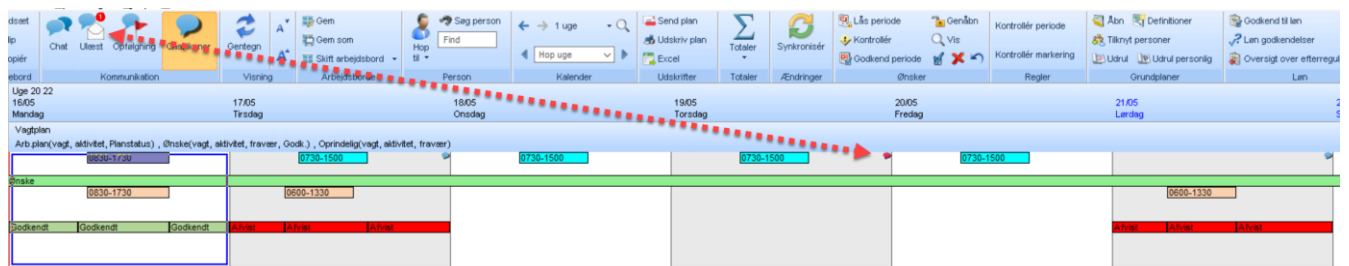 dsæt
Gem
Søg person
1 uge
Send plan
Lås periode
Genåbn
Kontrollér periode
Åbn
Definitioner
Godkend til løn
lip
Chat
Ulæst
Opfølgning
Gentegn
Gem som
Hop til
Find
Udskriv plan
Totaler
Synkronisér
Kontrollér
Vis
Tilknyt personer
Løn godkendelser
opiér
Skift arbejdsbord
Hop uge
Excel
Godkend periode
Kontrollér markering
Udrul
Udrul personlig
Oversigt over efterregul
ebord
Kommunikation
Visning
Arbejdsborde
Person
Kalender
Udskrifter
Totaler
Ændringer
Ønsker
Regler
Grundplaner
Løn
Uge 20 22
16/05 17/05 18/05 19/05 20/05 21/05 2
Mandag Tirsdag Onsdag Torsdag Fredag Lørdag S
Vagtplan
Arb.plan(vagt, aktivitet, Planstatus) , Ønske(vagt, aktivitet, fravær, Godk.) , Oprindelig(vagt, aktivitet, fravær)
0830-1730 0730-1500 0730-1500 0730-1500 0730-1500
Ønske
0830-1730 0600-1330 0600-1330
Godkendt Godkendt Godkendt Afvist Afvist Afvist Afvist Afvist Afvist